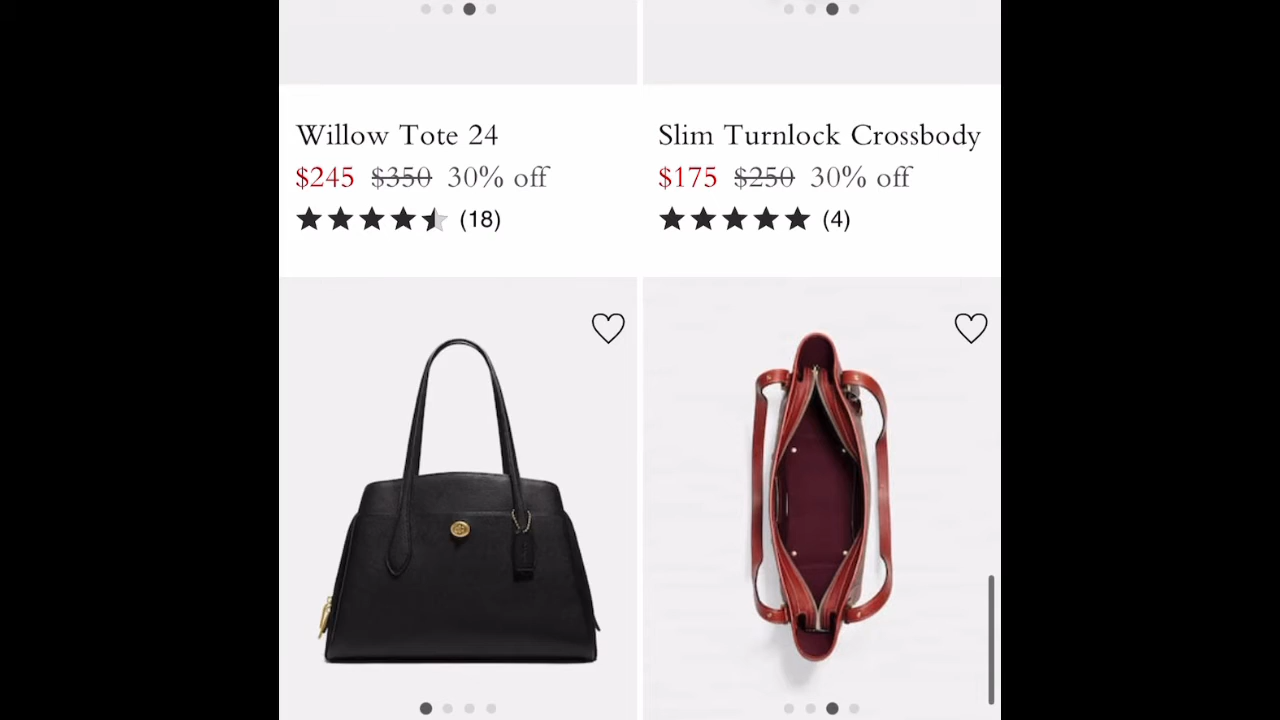 Willow Tote 24
$245 $350 30% off
(18)
Slim Turnlock Crossbody
$175 $250 30% off
(4)